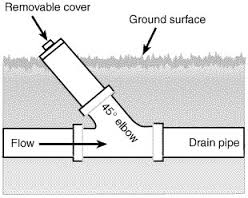 Removable cover
Ground surface
45° elbow
Flow
Drain pipe